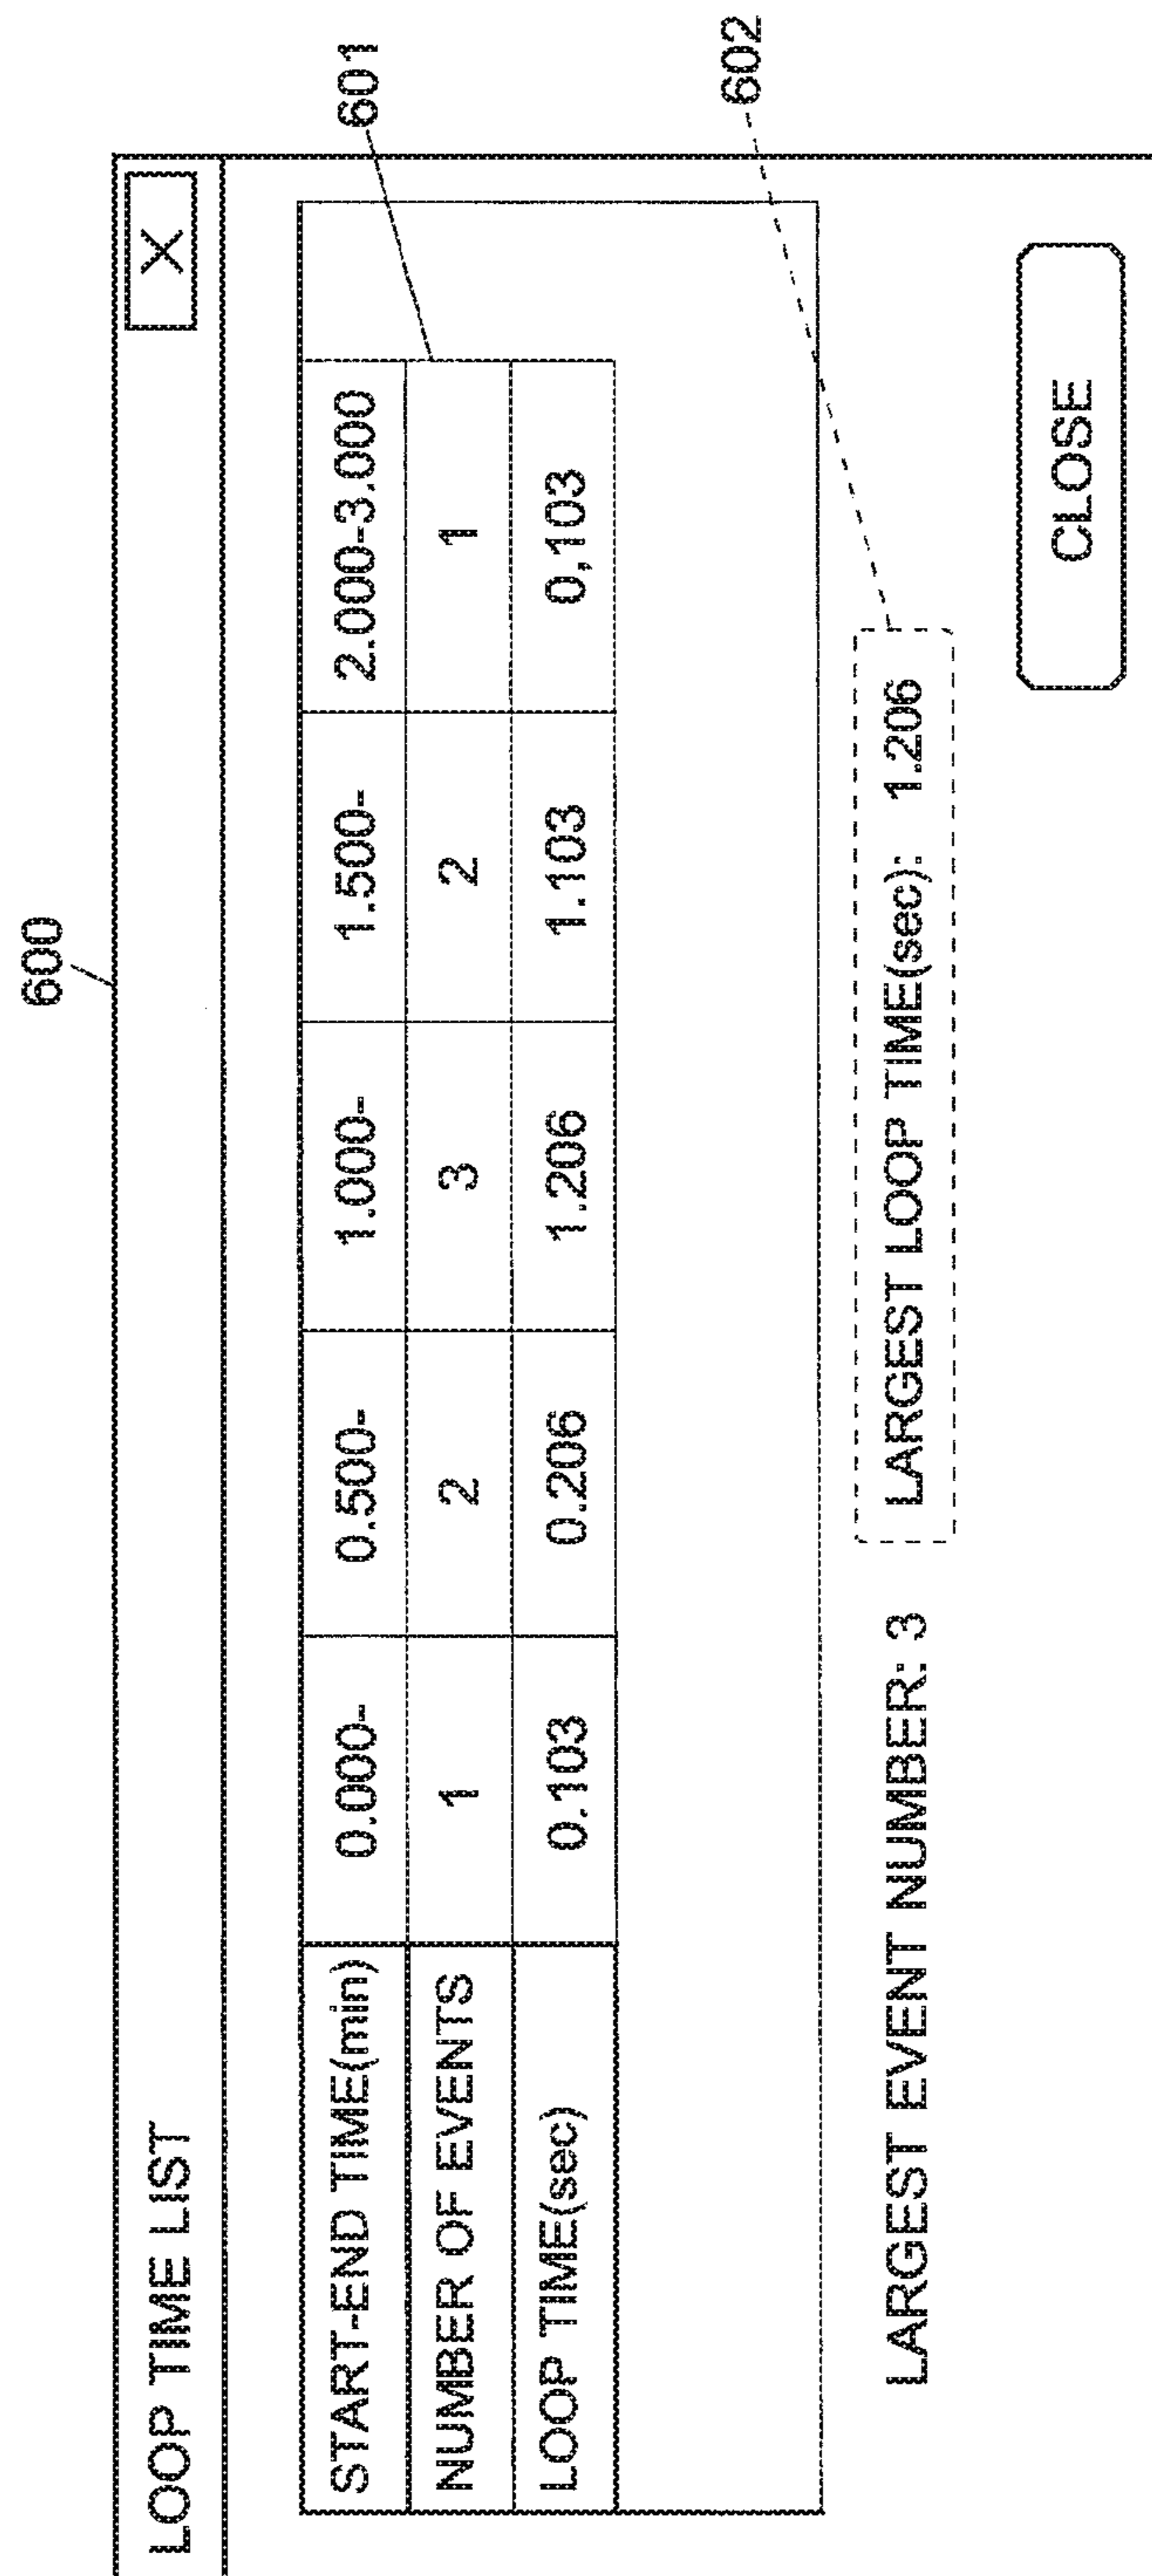 600
LOOP TIME LIST X
601
START-END TIME(min) 0.000- 0.500- 1.000- 1.500- 2.000-3.000
NUMBER OF EVENTS 1 2 3 2 1
LOOP TIME(sec) 0.103 0.206 1.206 1.103 0,103
602
LARGEST EVENT NUMBER: 3 LARGEST LOOP TIME(sec): 1.206
CLOSE